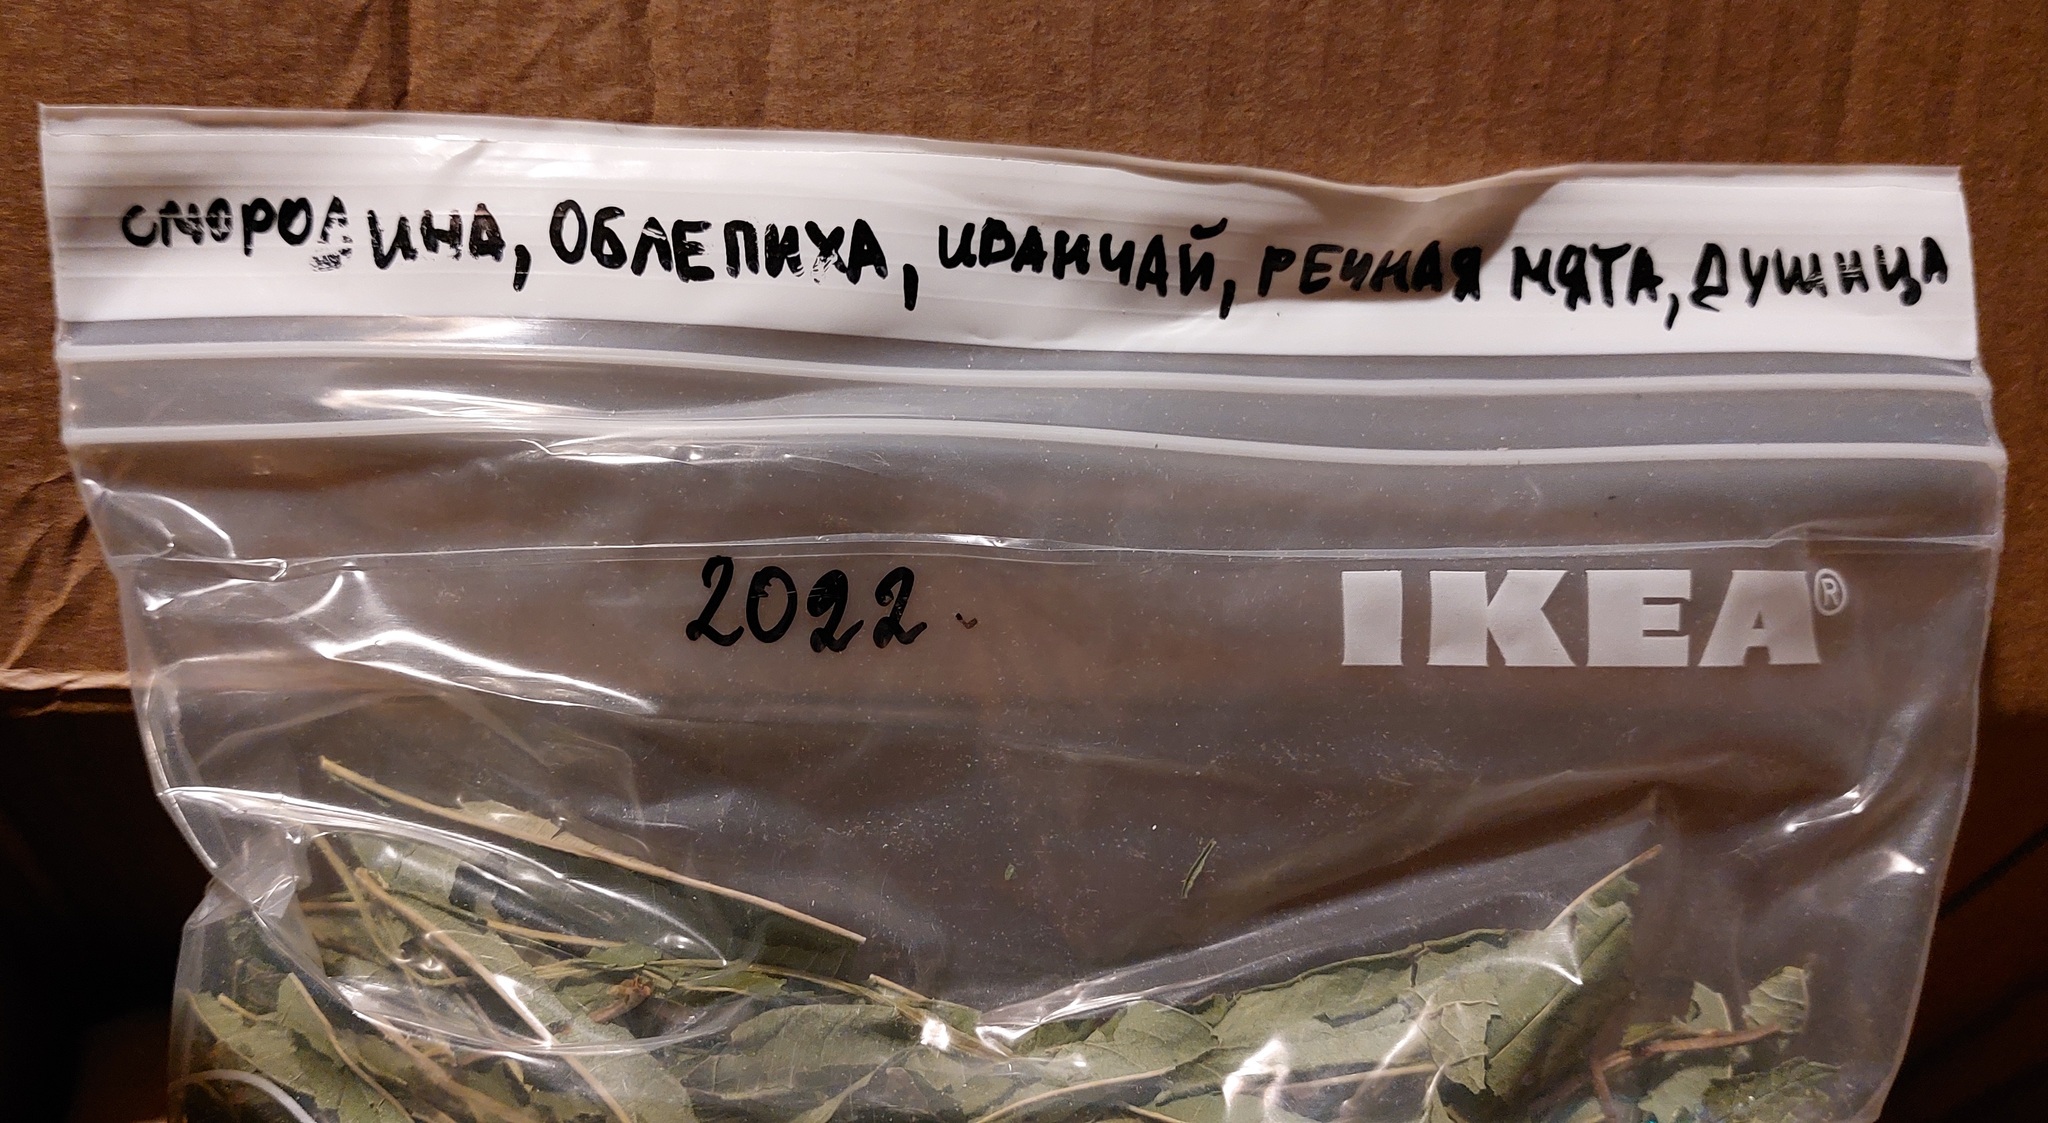 СМОРОДИНА, ОБЛЕПИХА, ИВАНЧАЙ, РЕЧНАЯ МЯТА, ДУШИЦА
2022
IKEA®